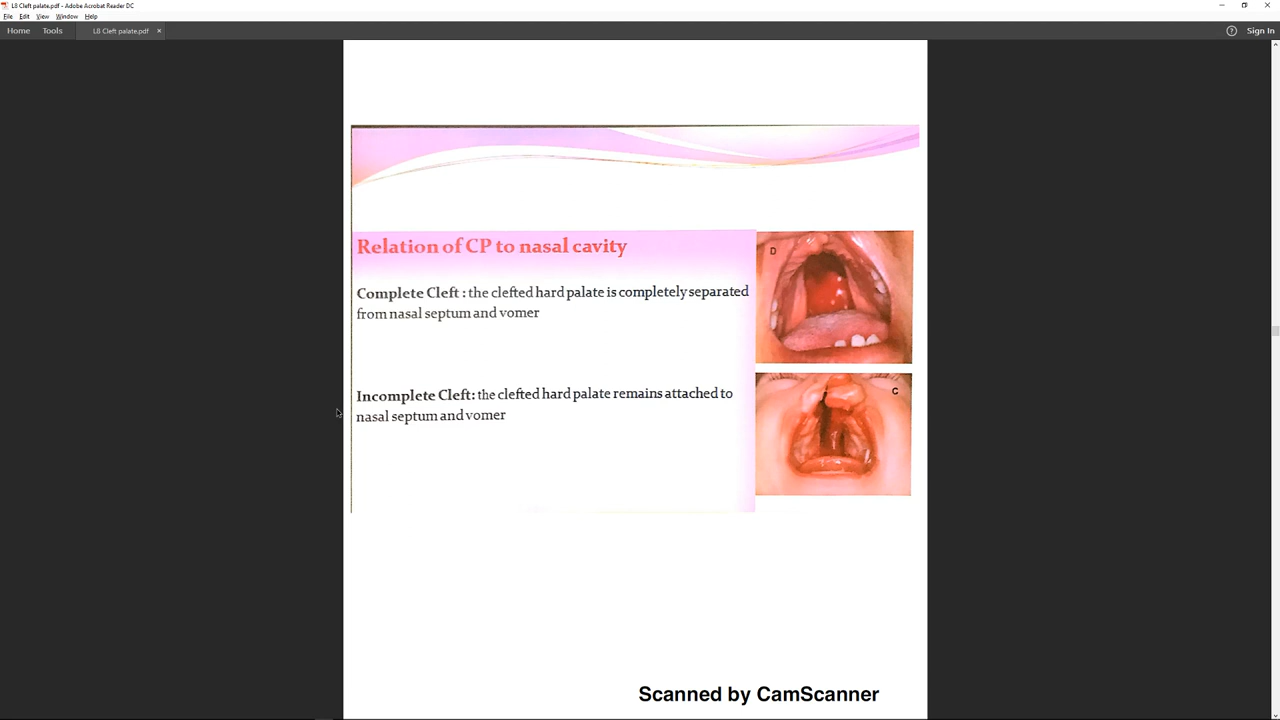 L8 Cleft palate.pdf - Adobe Acrobat Reader DC
File Edit View Window Help
Home Tools L8 Cleft palate.pdf × Sign In
Relation of CP to nasal cavity
Complete Cleft : the clefted hard palate is completely separated
from nasal septum and vomer
Incomplete Cleft: the clefted hard palate remains attached to
nasal septum and vomer
D
C
Scanned by CamScanner